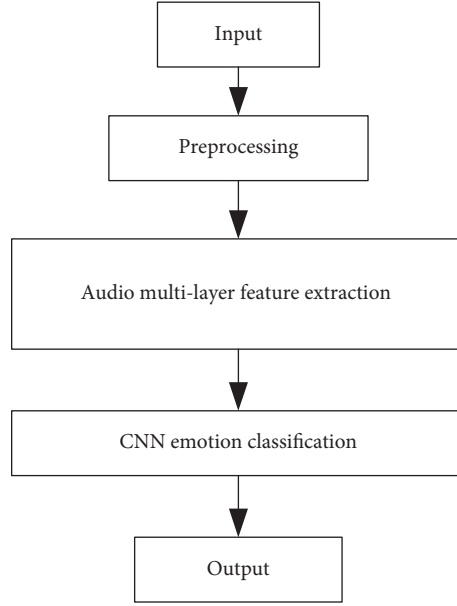 Input
Preprocessing
Audio multi-layer feature extraction
CNN emotion classification
Output